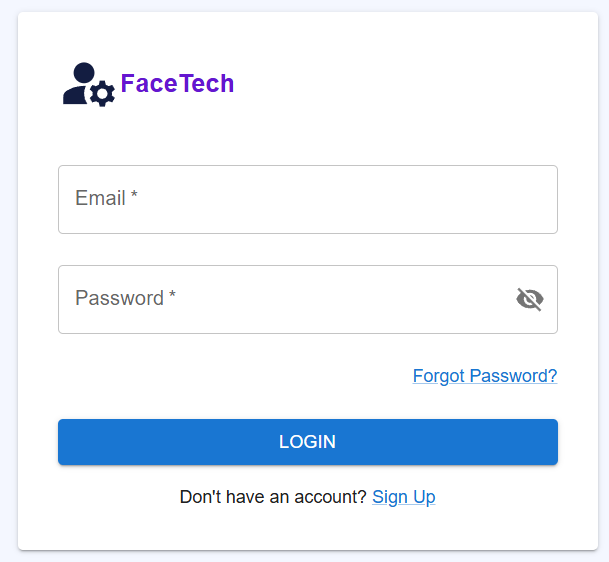 FaceTech
Email *
Password *
Forgot Password?
LOGIN
Don't have an account? Sign Up